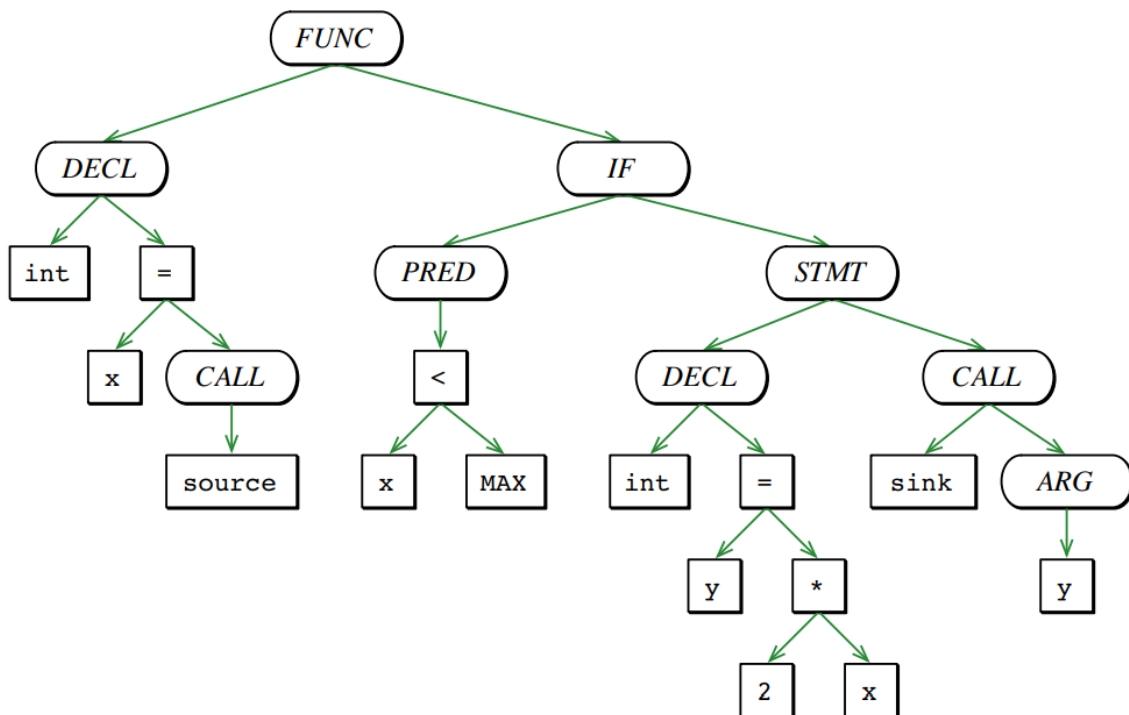 FUNC
DECL IF
int = PRED STMT
x CALL < DECL CALL
source x MAX int = sink ARG
y * y
2 x